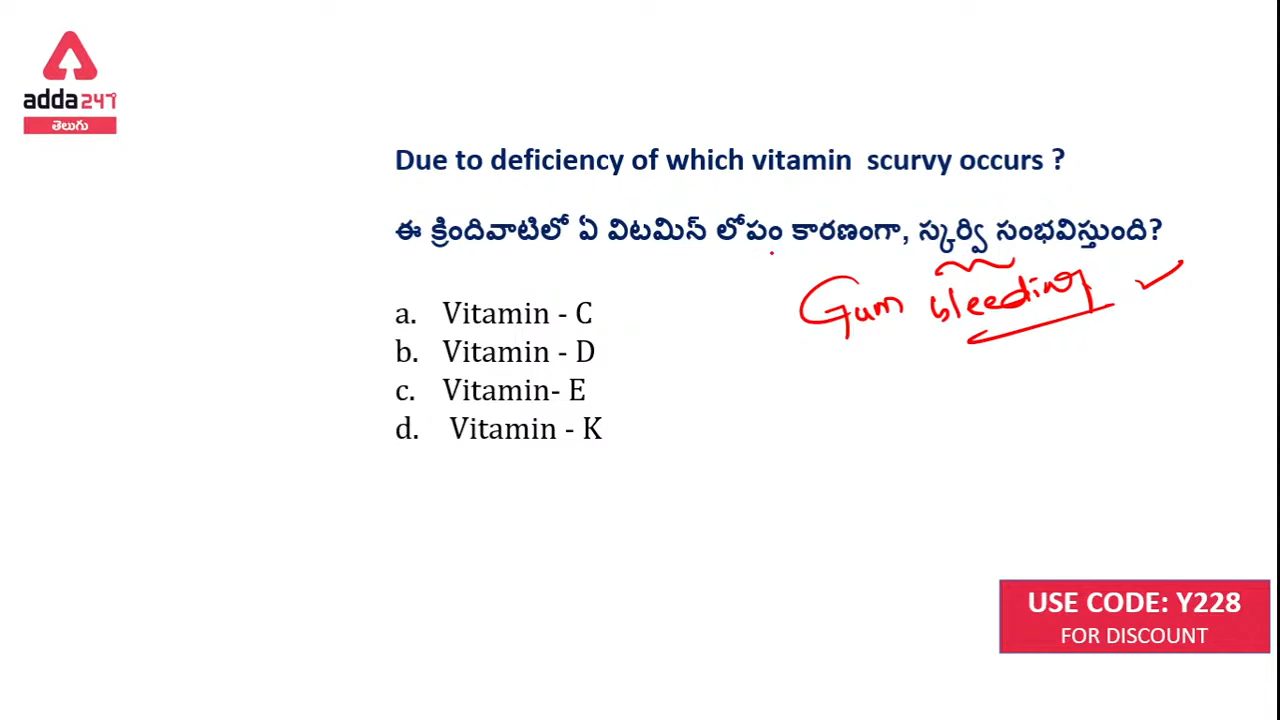 adda247
తెలుగు
Due to deficiency of which vitamin scurvy occurs ?
ఈ క్రిందివాటిలో ఏ విటమిన్ లోపం కారణంగా, స్కర్వి సంభవిస్తుంది?
Gum bleeding
a. Vitamin - C
b. Vitamin - D
c. Vitamin- E
d. Vitamin - K
USE CODE: Y228
FOR DISCOUNT